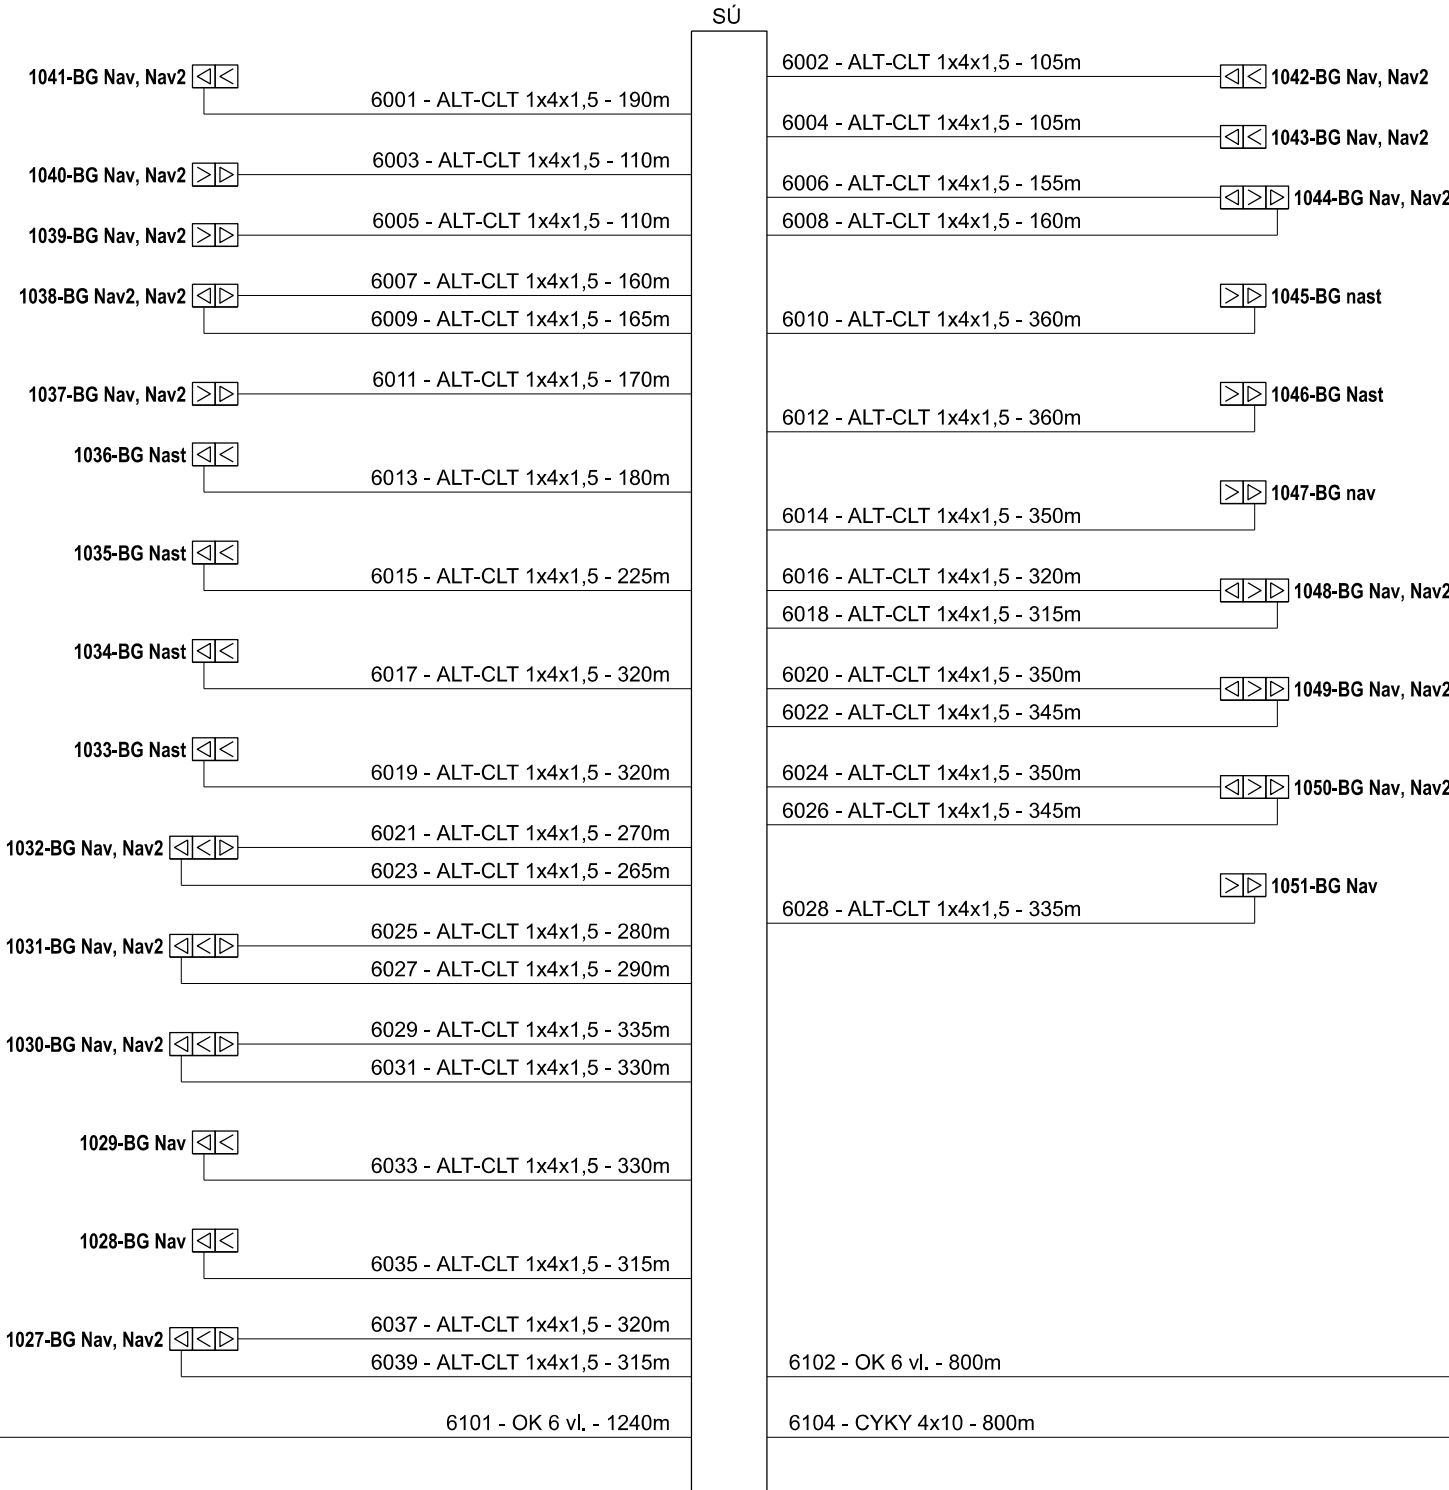 SÚ
1041-BG Nav, Nav2
6001 - ALT-CLT 1x4x1,5 - 190m
1040-BG Nav, Nav2
6003 - ALT-CLT 1x4x1,5 - 110m
1039-BG Nav, Nav2
6005 - ALT-CLT 1x4x1,5 - 110m
1038-BG Nav2, Nav2
6007 - ALT-CLT 1x4x1,5 - 160m
6009 - ALT-CLT 1x4x1,5 - 165m
1037-BG Nav, Nav2
6011 - ALT-CLT 1x4x1,5 - 170m
1036-BG Nast
6013 - ALT-CLT 1x4x1,5 - 180m
1035-BG Nast
6015 - ALT-CLT 1x4x1,5 - 225m
1034-BG Nast
6017 - ALT-CLT 1x4x1,5 - 320m
1033-BG Nast
6019 - ALT-CLT 1x4x1,5 - 320m
1032-BG Nav, Nav2
6021 - ALT-CLT 1x4x1,5 - 270m
6023 - ALT-CLT 1x4x1,5 - 265m
1031-BG Nav, Nav2
6025 - ALT-CLT 1x4x1,5 - 280m
6027 - ALT-CLT 1x4x1,5 - 290m
1030-BG Nav, Nav2
6029 - ALT-CLT 1x4x1,5 - 335m
6031 - ALT-CLT 1x4x1,5 - 330m
1029-BG Nav
6033 - ALT-CLT 1x4x1,5 - 330m
1028-BG Nav
6035 - ALT-CLT 1x4x1,5 - 315m
1027-BG Nav, Nav2
6037 - ALT-CLT 1x4x1,5 - 320m
6039 - ALT-CLT 1x4x1,5 - 315m
6101 - OK 6 vl. - 1240m
6002 - ALT-CLT 1x4x1,5 - 105m
1042-BG Nav, Nav2
6004 - ALT-CLT 1x4x1,5 - 105m
1043-BG Nav, Nav2
6006 - ALT-CLT 1x4x1,5 - 155m
1044-BG Nav, Nav2
6008 - ALT-CLT 1x4x1,5 - 160m
1045-BG nast
6010 - ALT-CLT 1x4x1,5 - 360m
1046-BG Nast
6012 - ALT-CLT 1x4x1,5 - 360m
1047-BG nav
6014 - ALT-CLT 1x4x1,5 - 350m
6016 - ALT-CLT 1x4x1,5 - 320m
1048-BG Nav, Nav2
6018 - ALT-CLT 1x4x1,5 - 315m
6020 - ALT-CLT 1x4x1,5 - 350m
1049-BG Nav, Nav2
6022 - ALT-CLT 1x4x1,5 - 345m
6024 - ALT-CLT 1x4x1,5 - 350m
1050-BG Nav, Nav2
6026 - ALT-CLT 1x4x1,5 - 345m
1051-BG Nav
6028 - ALT-CLT 1x4x1,5 - 335m
6102 - OK 6 vl. - 800m
6104 - CYKY 4x10 - 800m